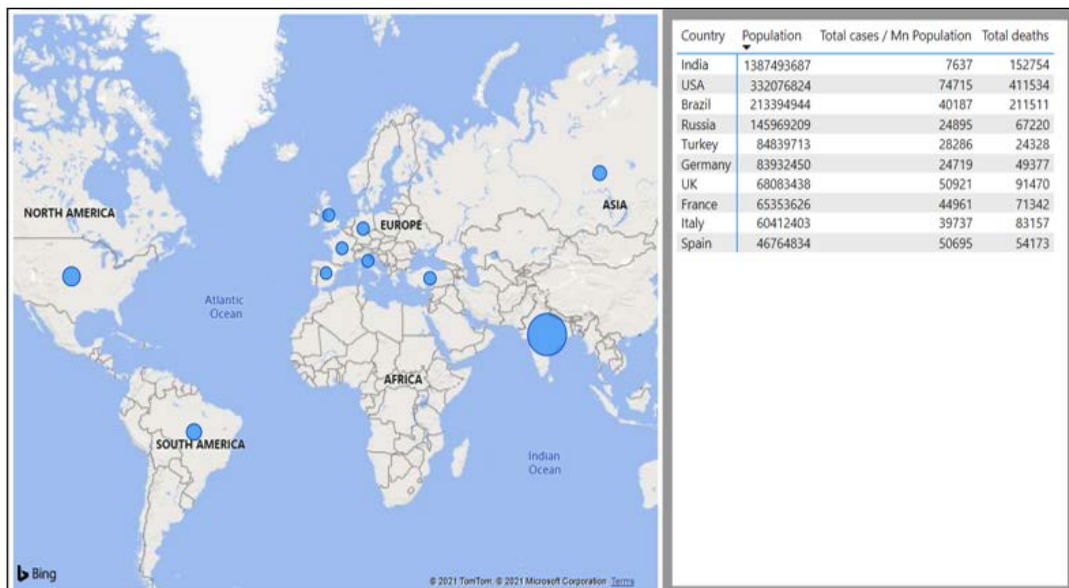 NORTH AMERICA
EUROPE
ASIA
Atlantic
Ocean
AFRICA
SOUTH AMERICA
Indian
Ocean
Bing
© 2021 TomTom, © 2021 Microsoft Corporation Terms
Country Population Total cases / Mn Population Total deaths
India 1387493687 7637 152754
USA 332076824 74715 411534
Brazil 213394944 40187 211511
Russia 145969209 24895 67220
Turkey 84839713 28286 24328
Germany 83932450 24719 49377
UK 68083438 50921 91470
France 65353626 44961 71342
Italy 60412403 39737 83157
Spain 46764834 50695 54173